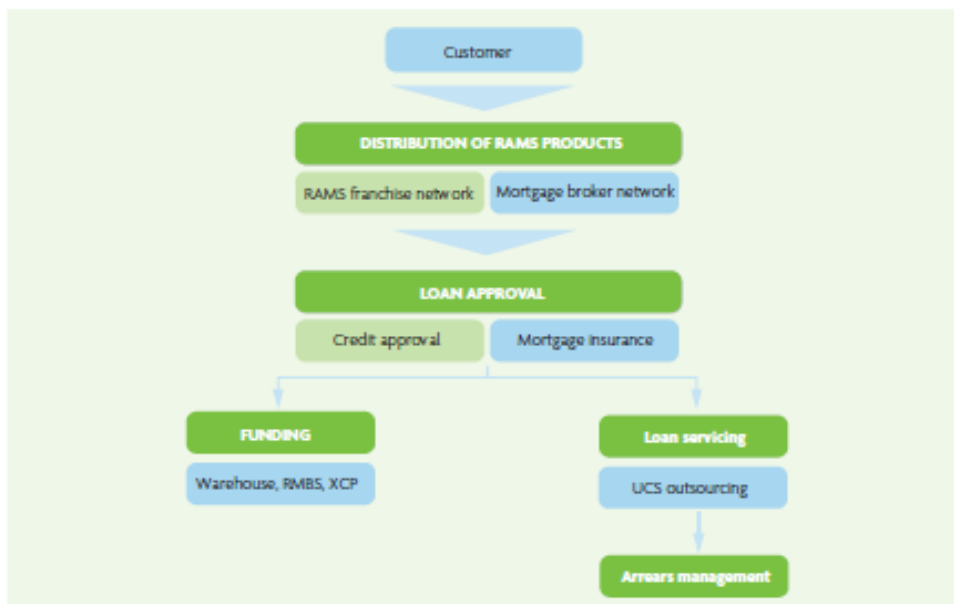 Customer
DISTRIBUTION OF RAMS PRODUCTS
RAMS franchise network
Mortgage broker network
LOAN APPROVAL
Credit approval
Mortgage insurance
FUNDING
Loan servicing
Warehouse, RMBS, XCP
UCS outsourcing
Arrears management